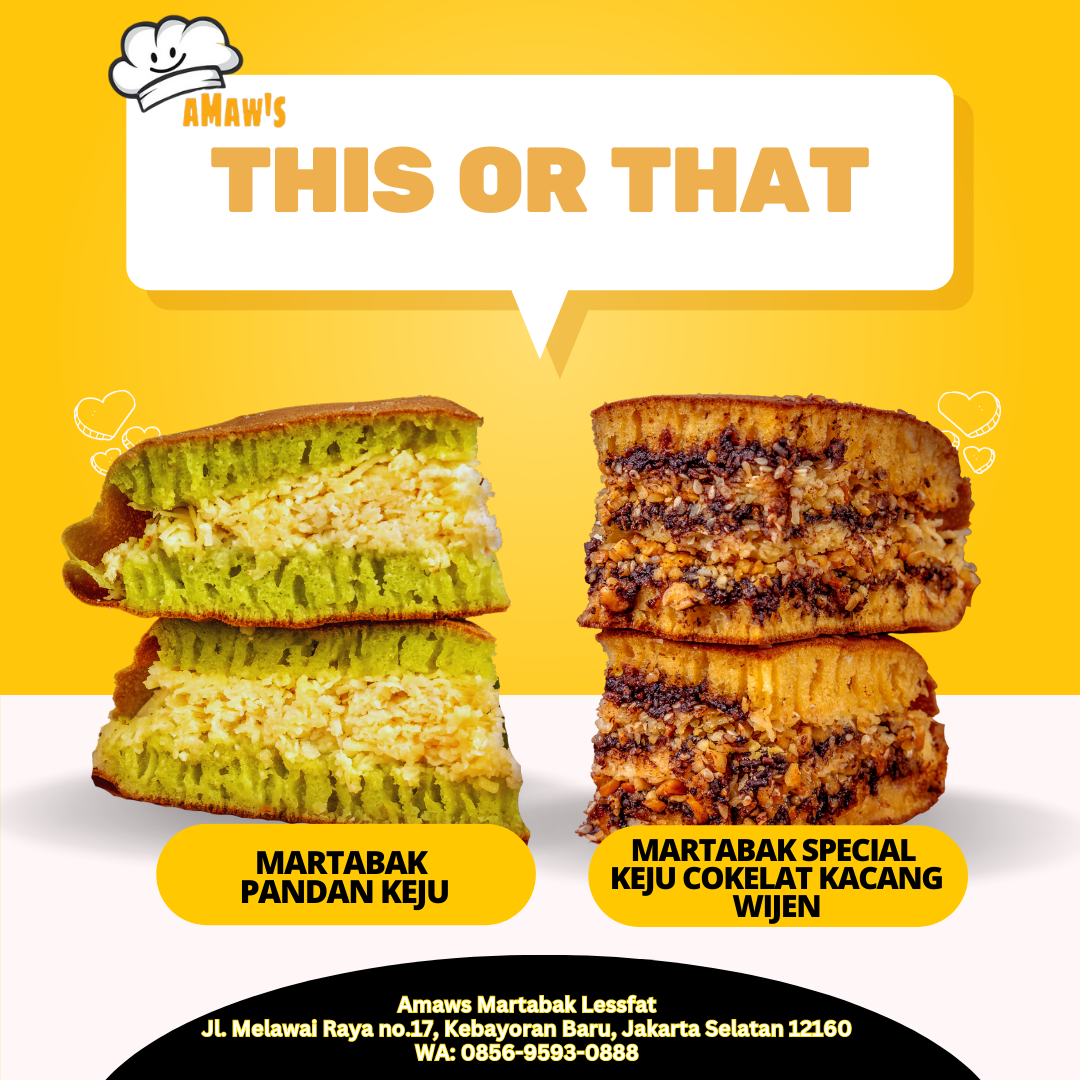 AMAW'S
THIS OR THAT
MARTABAK
PANDAN KEJU
MARTABAK SPECIAL
KEJU COKELAT KACANG
WIJEN
Amaws Martabak Lessfat
Jl. Melawai Raya no.17, Kebayoran Baru, Jakarta Selatan 12160
WA: 0856-9593-0888